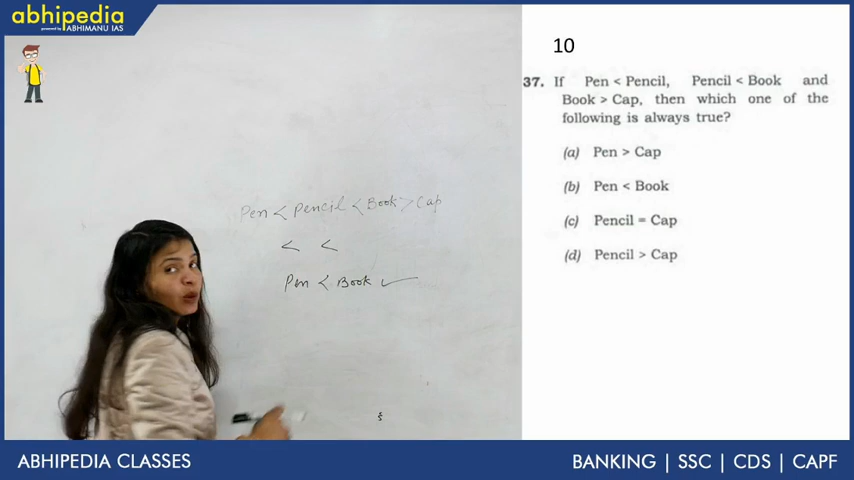 abhipedia
powered by ABHIMANU IAS
10
37. If Pen < Pencil, Pencil < Book and
Book > Cap, then which one of the
following is always true?
(a) Pen > Cap
(b) Pen < Book
(c) Pencil = Cap
(d) Pencil > Cap
Pen < Pencil < Book > Cap
< <
Pen < Book ✓
ABHIPEDIA CLASSES
BANKING | SSC | CDS | CAPF